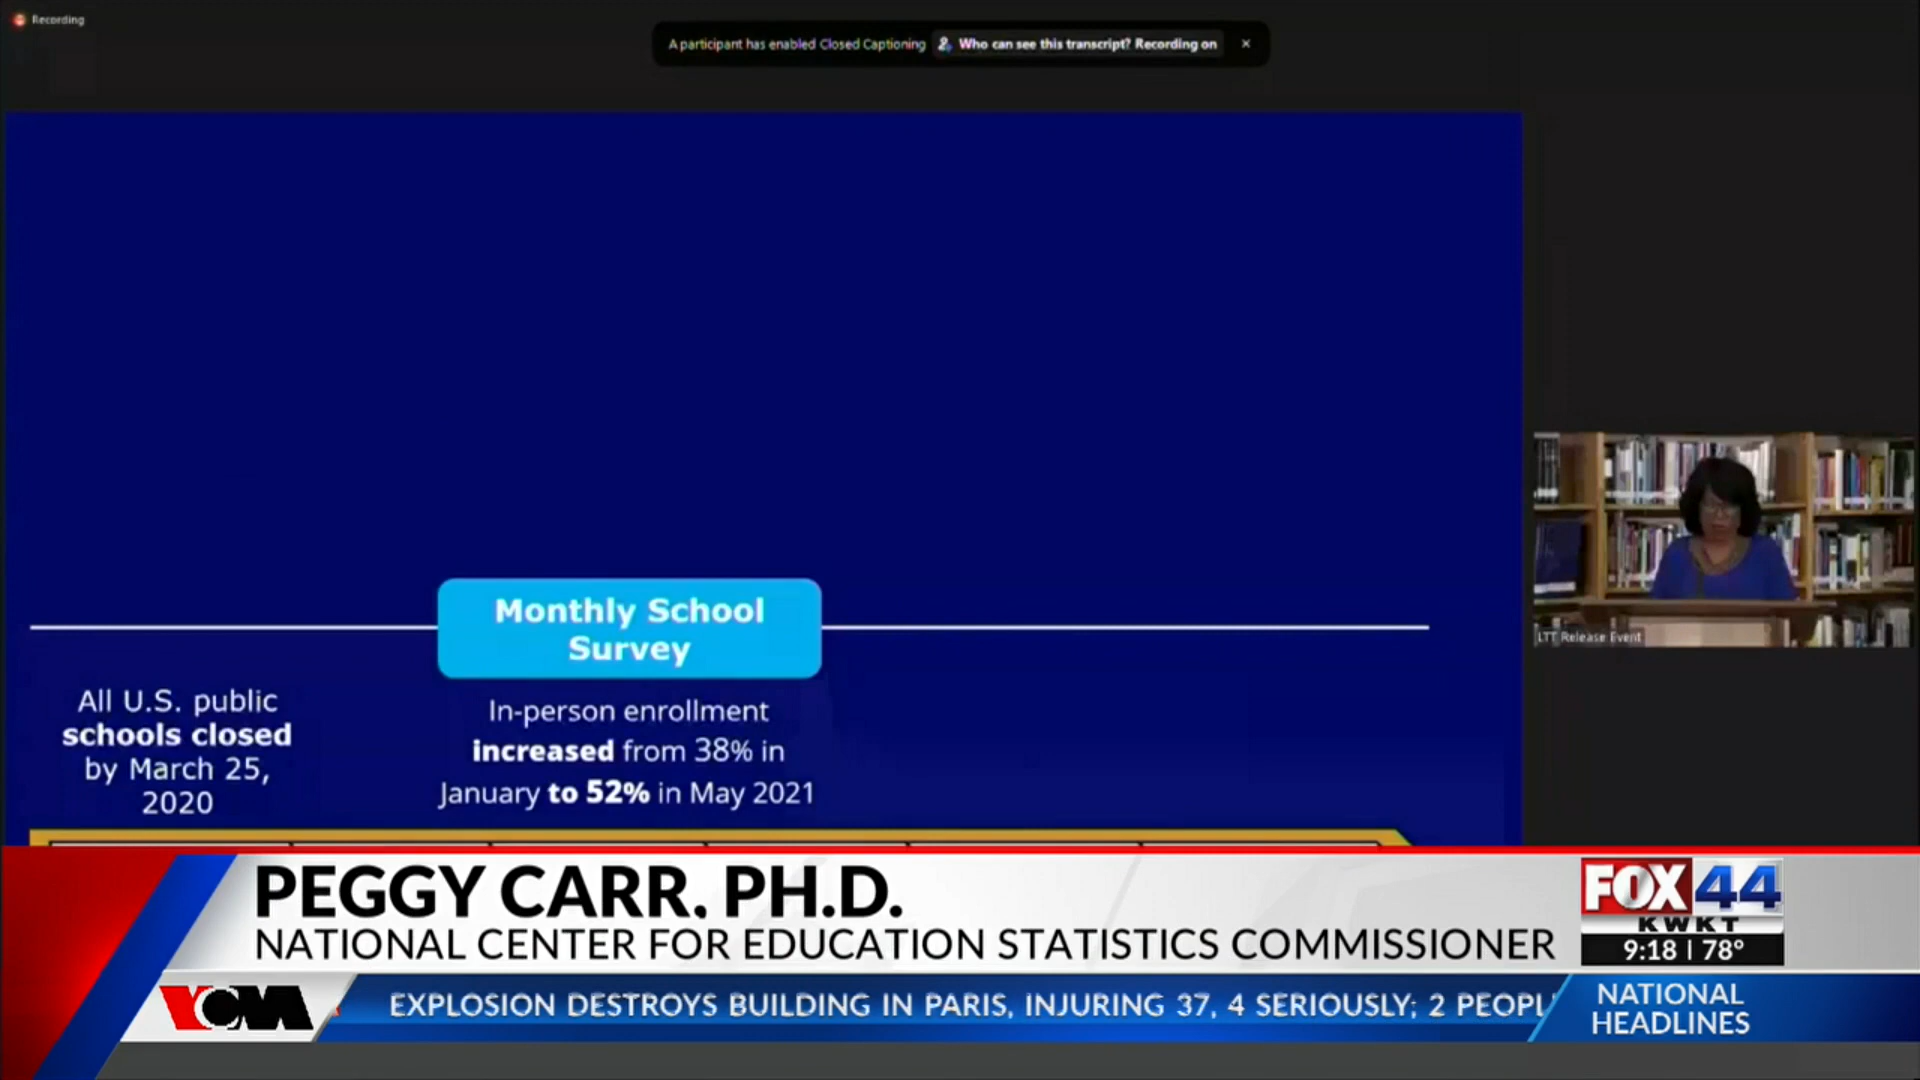 Recording
A participant has enabled Closed Captioning Who can see this transcript? Recording on ×
Monthly School
Survey
All U.S. public
schools closed
by March 25,
2020
In-person enrollment
increased from 38% in
January to 52% in May 2021
LTT Release Event
PEGGY CARR, PH.D.
NATIONAL CENTER FOR EDUCATION STATISTICS COMMISSIONER
FOX 44
KWKT
9:18 | 78°
EXPLOSION DESTROYS BUILDING IN PARIS, INJURING 37, 4 SERIOUSLY; 2 PEOPL
NATIONAL
HEADLINES